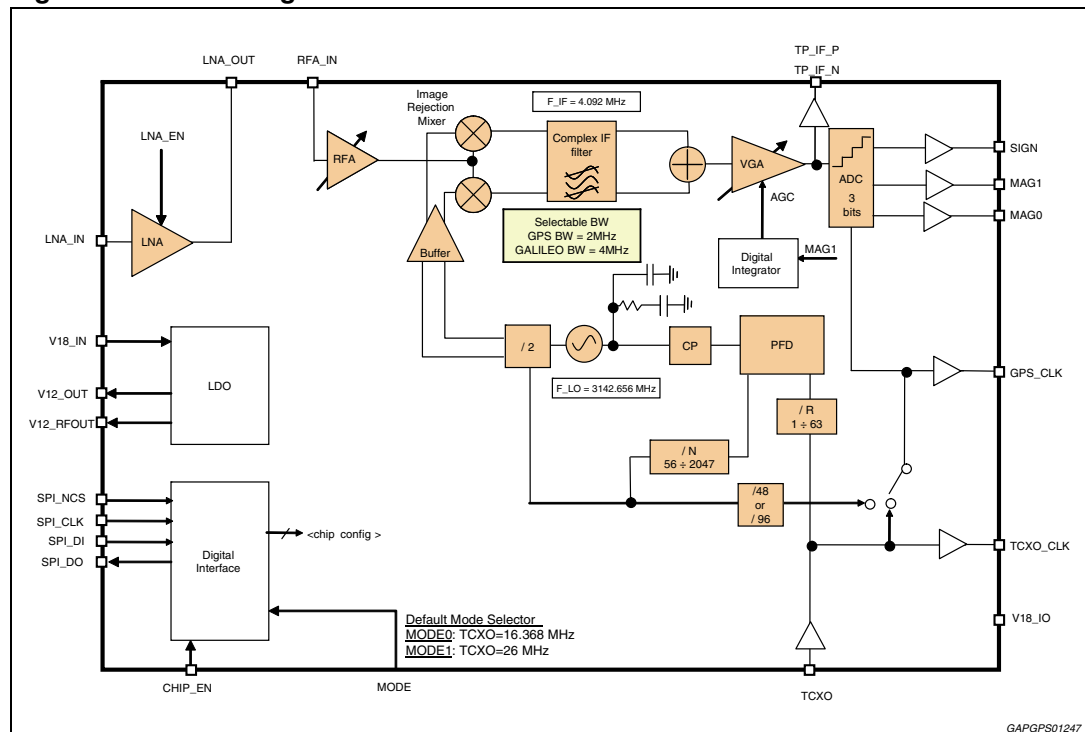 LNA_OUT
RFA_IN
TP_IF_P
TP_IF_N
LNA_EN
Image
Rejection
Mixer
F_IF = 4.092 MHz
RFA
Complex IF
filter
VGA
AGC
ADC
3
bits
SIGN
MAG1
MAG0
LNA_IN
LNA
Buffer
Selectable BW
GPS BW = 2MHz
GALILEO BW = 4MHz
Digital
Integrator
MAG1
V18_IN
V12_OUT
V12_RFOUT
LDO
/ 2
CP
PFD
F_LO = 3142.656 MHz
GPS_CLK
/ R
1 ÷ 63
/ N
56 ÷ 2047
/48
or
/ 96
SPI_NCS
SPI_CLK
SPI_DI
SPI_DO
Digital
Interface
<chip config >
TCXO_CLK
V18_IO
Default Mode Selector
MODE0: TCXO=16.368 MHz
MODE1: TCXO=26 MHz
CHIP_EN
MODE
TCXO
GAPGPS01247